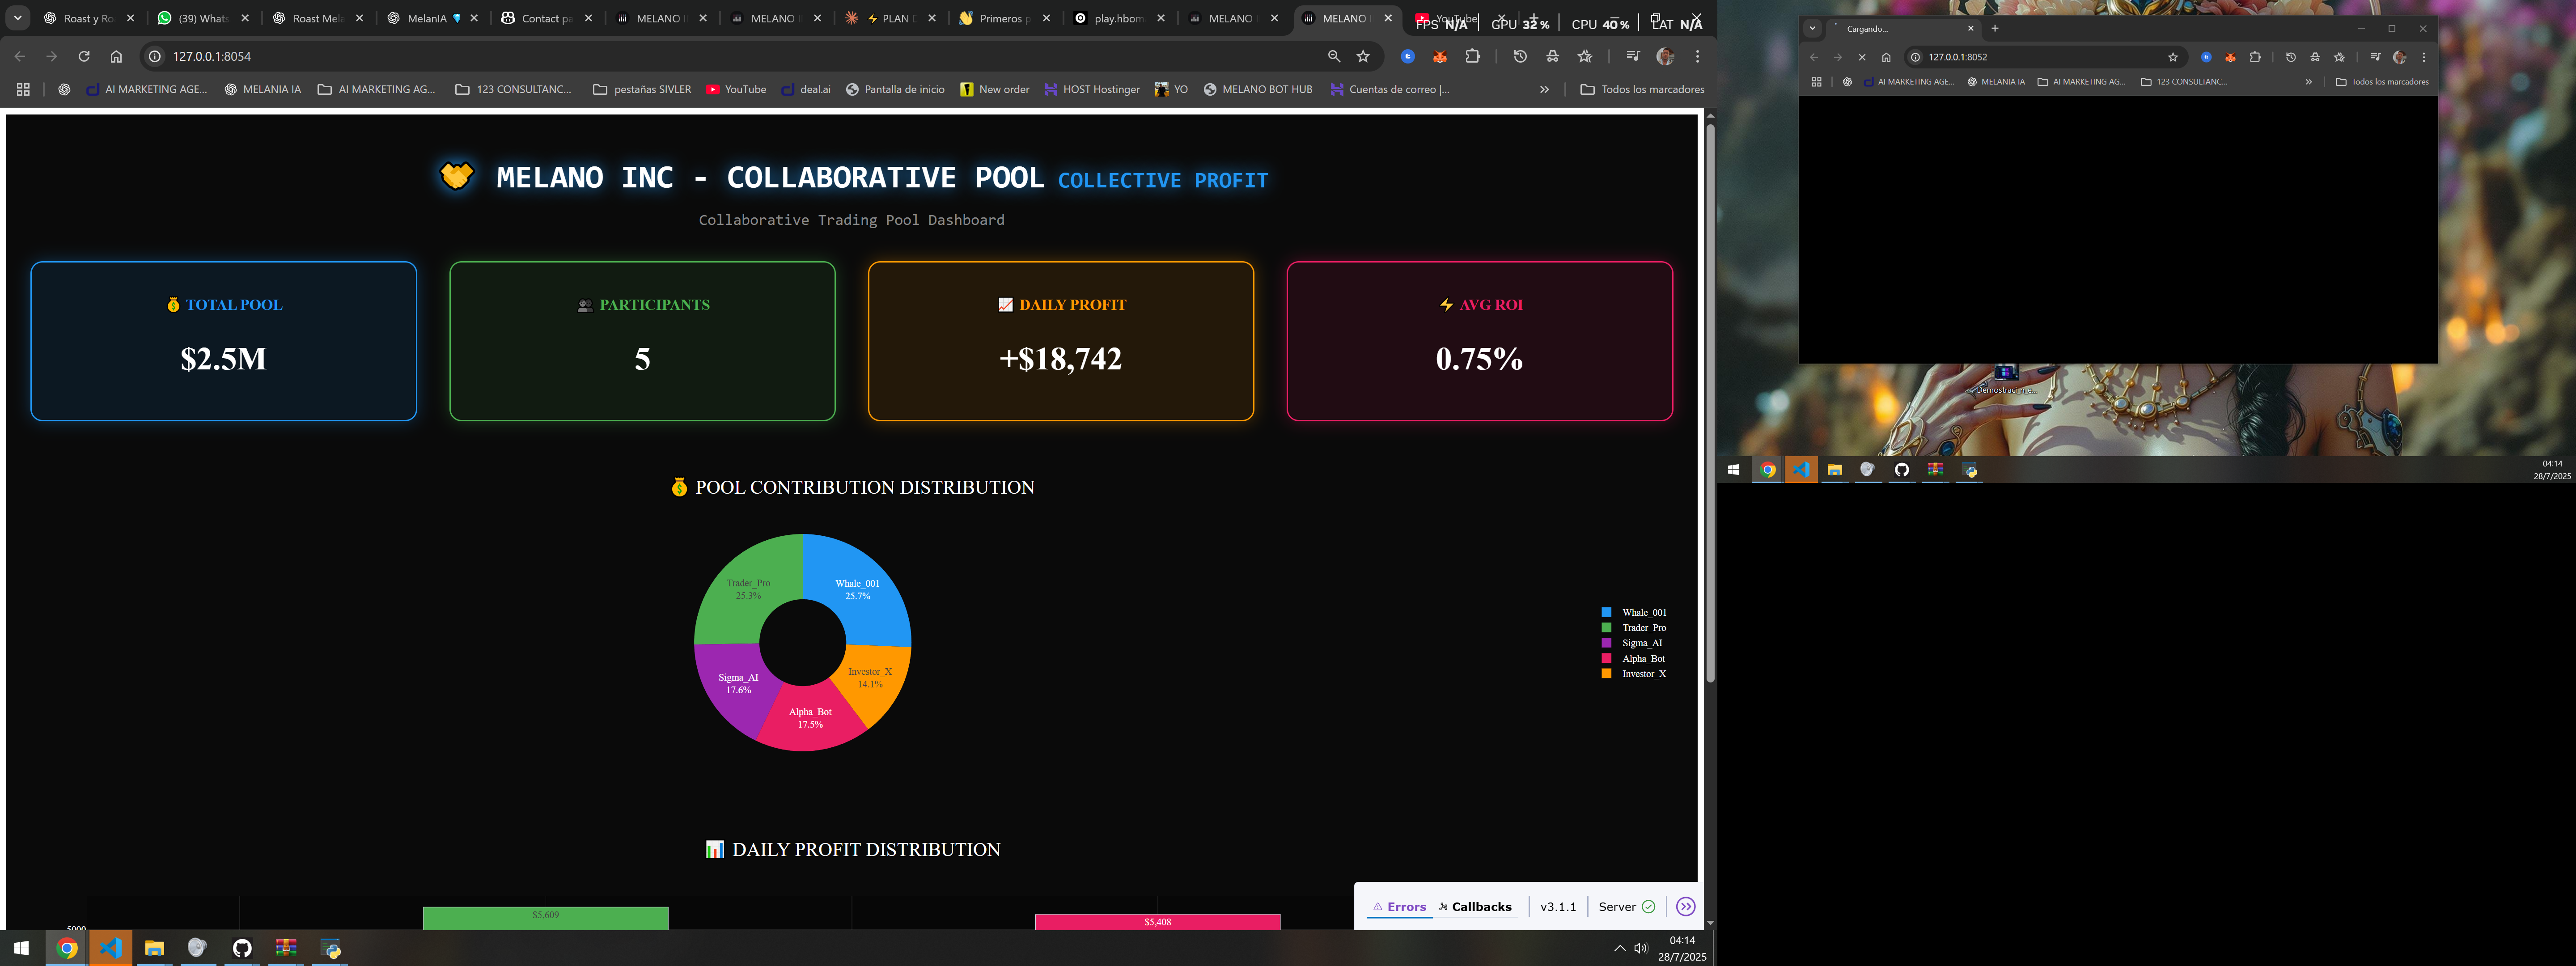 Roast y Ro
(39) Whats
Roast Mela
MelanIA
Contact pa
MELANO I
MELANO I
PLAN D
Primeros p
play.hbom
MELANO
MELANO I
YouTube
FPS N/A GPU 32 % CPU 40 % LAT N/A
127.0.0.1:8054
AI MARKETING AGE...
MELANIA IA
AI MARKETING AG...
123 CONSULTANC...
pestañas SIVLER
YouTube
deal.ai
Pantalla de inicio
New order
HOST Hostinger
YO
MELANO BOT HUB
Cuentas de correo |...
»
Todos los marcadores
MELANO INC - COLLABORATIVE POOL COLLECTIVE PROFIT
Collaborative Trading Pool Dashboard
TOTAL POOL
$2.5M
PARTICIPANTS
5
DAILY PROFIT
+$18,742
AVG ROI
0.75%
POOL CONTRIBUTION DISTRIBUTION
Trader_Pro
25.3%
Whale_001
25.7%
Sigma_AI
17.6%
Investor_X
14.1%
Alpha_Bot
17.5%
Whale_001
Trader_Pro
Sigma_AI
Alpha_Bot
Investor_X
DAILY PROFIT DISTRIBUTION
5000
$5,609
$5,408
Errors
Callbacks
v3.1.1
Server
04:14
28/7/2025
Cargando...
127.0.0.1:8052
AI MARKETING AGE...
MELANIA IA
AI MARKETING AG...
123 CONSULTANC...
»
Todos los marcadores
04:14
28/7/2025